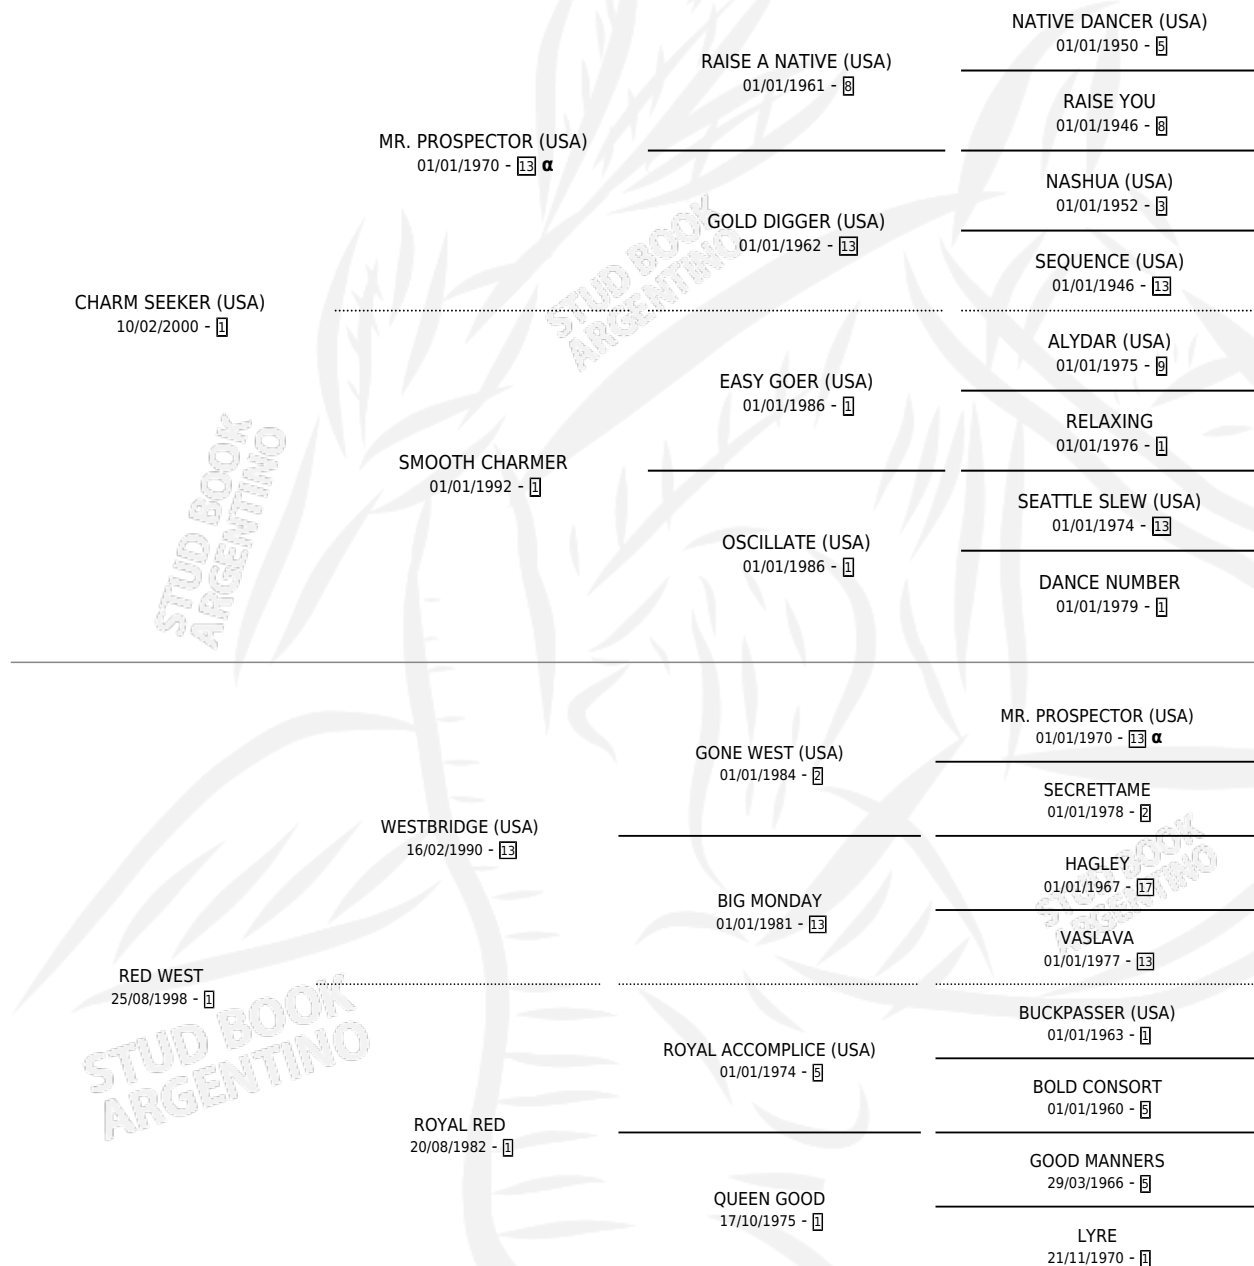 NATIVE DANCER (USA)
01/01/1950 - 5
RAISE A NATIVE (USA)
01/01/1961 - 8
RAISE YOU
01/01/1946 - 8
MR. PROSPECTOR (USA)
01/01/1970 - 13 α
NASHUA (USA)
01/01/1952 - 3
GOLD DIGGER (USA)
01/01/1962 - 13
SEQUENCE (USA)
01/01/1946 - 13
CHARM SEEKER (USA)
10/02/2000 - 1
ALYDAR (USA)
01/01/1975 - 9
EASY GOER (USA)
01/01/1986 - 1
RELAXING
01/01/1976 - 1
SMOOTH CHARMER
01/01/1992 - 1
SEATTLE SLEW (USA)
01/01/1974 - 13
OSCILLATE (USA)
01/01/1986 - 1
DANCE NUMBER
01/01/1979 - 1
MR. PROSPECTOR (USA)
01/01/1970 - 13 α
GONE WEST (USA)
01/01/1984 - 2
SECRETTAME
01/01/1978 - 2
WESTBRIDGE (USA)
16/02/1990 - 13
HAGLEY
01/01/1967 - 17
BIG MONDAY
01/01/1981 - 13
VASLAVA
01/01/1977 - 13
RED WEST
25/08/1998 - 1
BUCKPASSER (USA)
01/01/1963 - 1
ROYAL ACCOMPLICE (USA)
01/01/1974 - 5
BOLD CONSORT
01/01/1960 - 5
ROYAL RED
20/08/1982 - 1
GOOD MANNERS
29/03/1966 - 5
QUEEN GOOD
17/10/1975 - 1
LYRE
21/11/1970 - 1
STUD BOOK
ARGENTINO
STUD BOOK
ARGENTINO
STUD BOOK
ARGENTINO
STUD BOOK
ARGENTINO